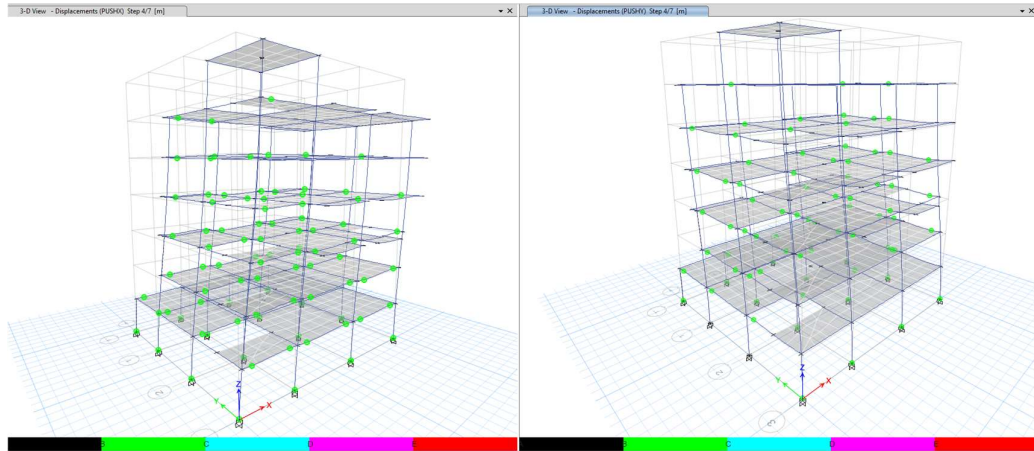 3-D View - Displacements (PUSHX) Step 4/7 [m]
3-D View - Displacements (PUSHY) Step 4/7 [m]
Z
Y
X
Z
Y
X
B
C
D
E
B
C
D
E